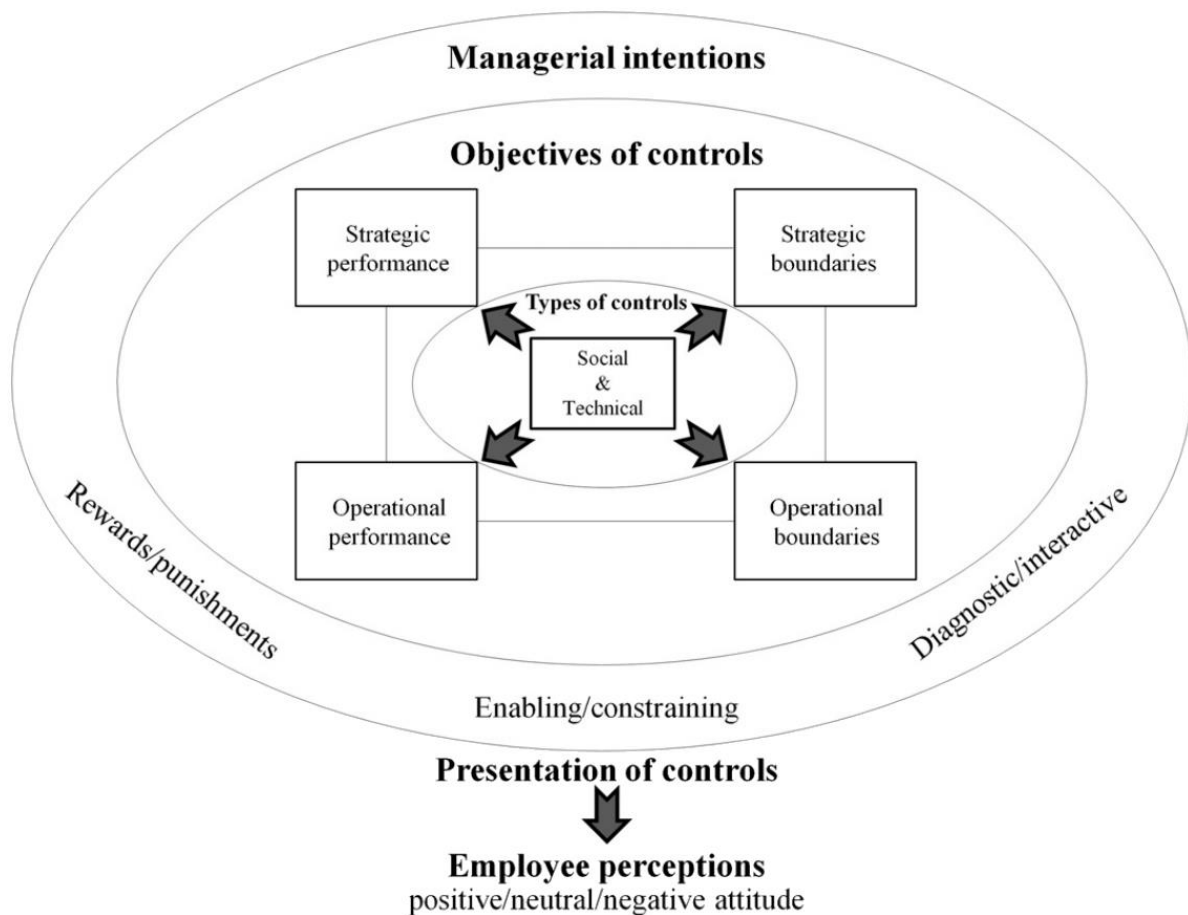 Managerial intentions
Objectives of controls
Strategic
performance
Strategic
boundaries
Types of controls
Social
&
Technical
Operational
performance
Operational
boundaries
Rewards/punishments
Enabling/constraining
Diagnostic/interactive
Presentation of controls
Employee perceptions
positive/neutral/negative attitude